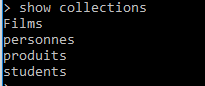 > show collections
Films
personnes
produits
students